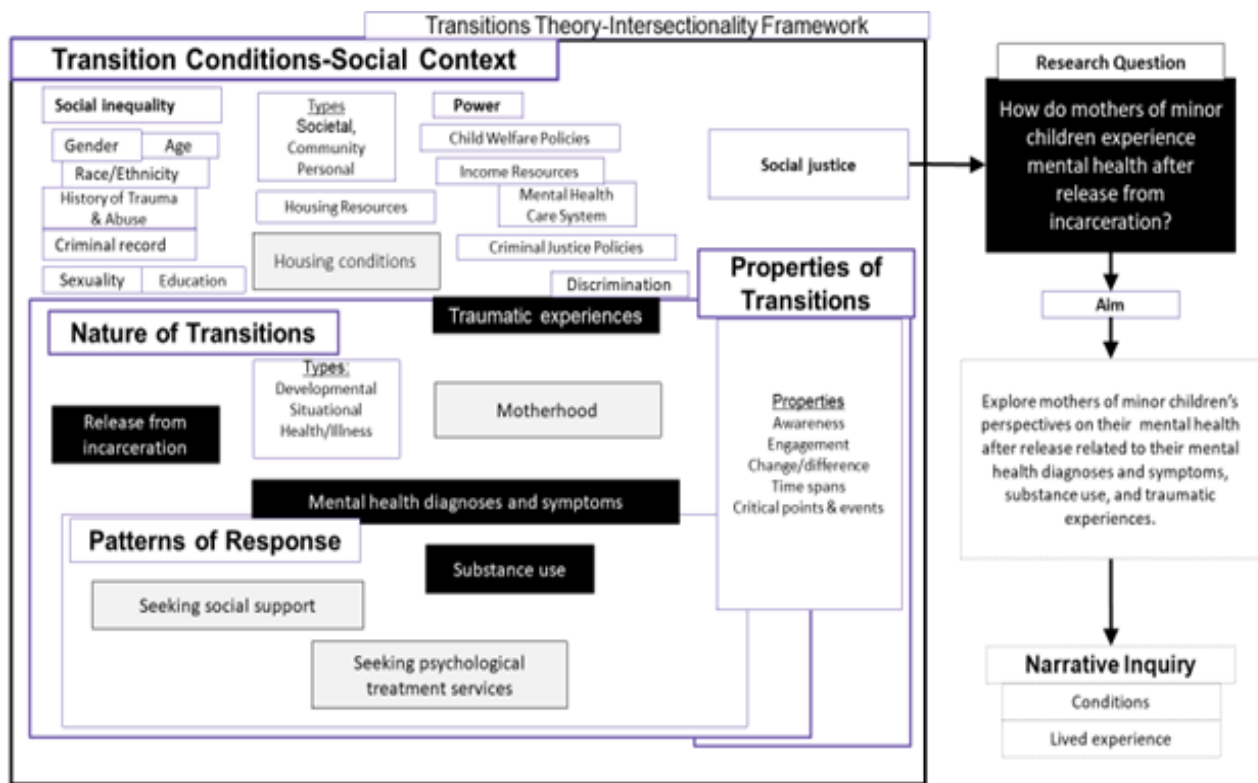 Transitions Theory-Intersectionality Framework
Transition Conditions-Social Context
Social inequality
Gender
Age
Race/Ethnicity
History of Trauma
& Abuse
Criminal record
Sexuality
Education
Types
Societal,
Community
Personal
Housing Resources
Housing conditions
Power
Child Welfare Policies
Income Resources
Mental Health
Care System
Criminal Justice Policies
Discrimination
Social justice
Properties of
Transitions
Properties
Awareness
Engagement
Change/difference
Time spans
Critical points & events
Nature of Transitions
Traumatic experiences
Types:
Developmental
Situational
Health/Illness
Motherhood
Release from
incarceration
Mental health diagnoses and symptoms
Patterns of Response
Substance use
Seeking social support
Seeking psychological
treatment services
Research Question
How do mothers of minor
children experience
mental health after
release from
incarceration?
Aim
Explore mothers of minor children's
perspectives on their mental health
after release related to their mental
health diagnoses and symptoms,
substance use, and traumatic
experiences.
Narrative Inquiry
Conditions
Lived experience